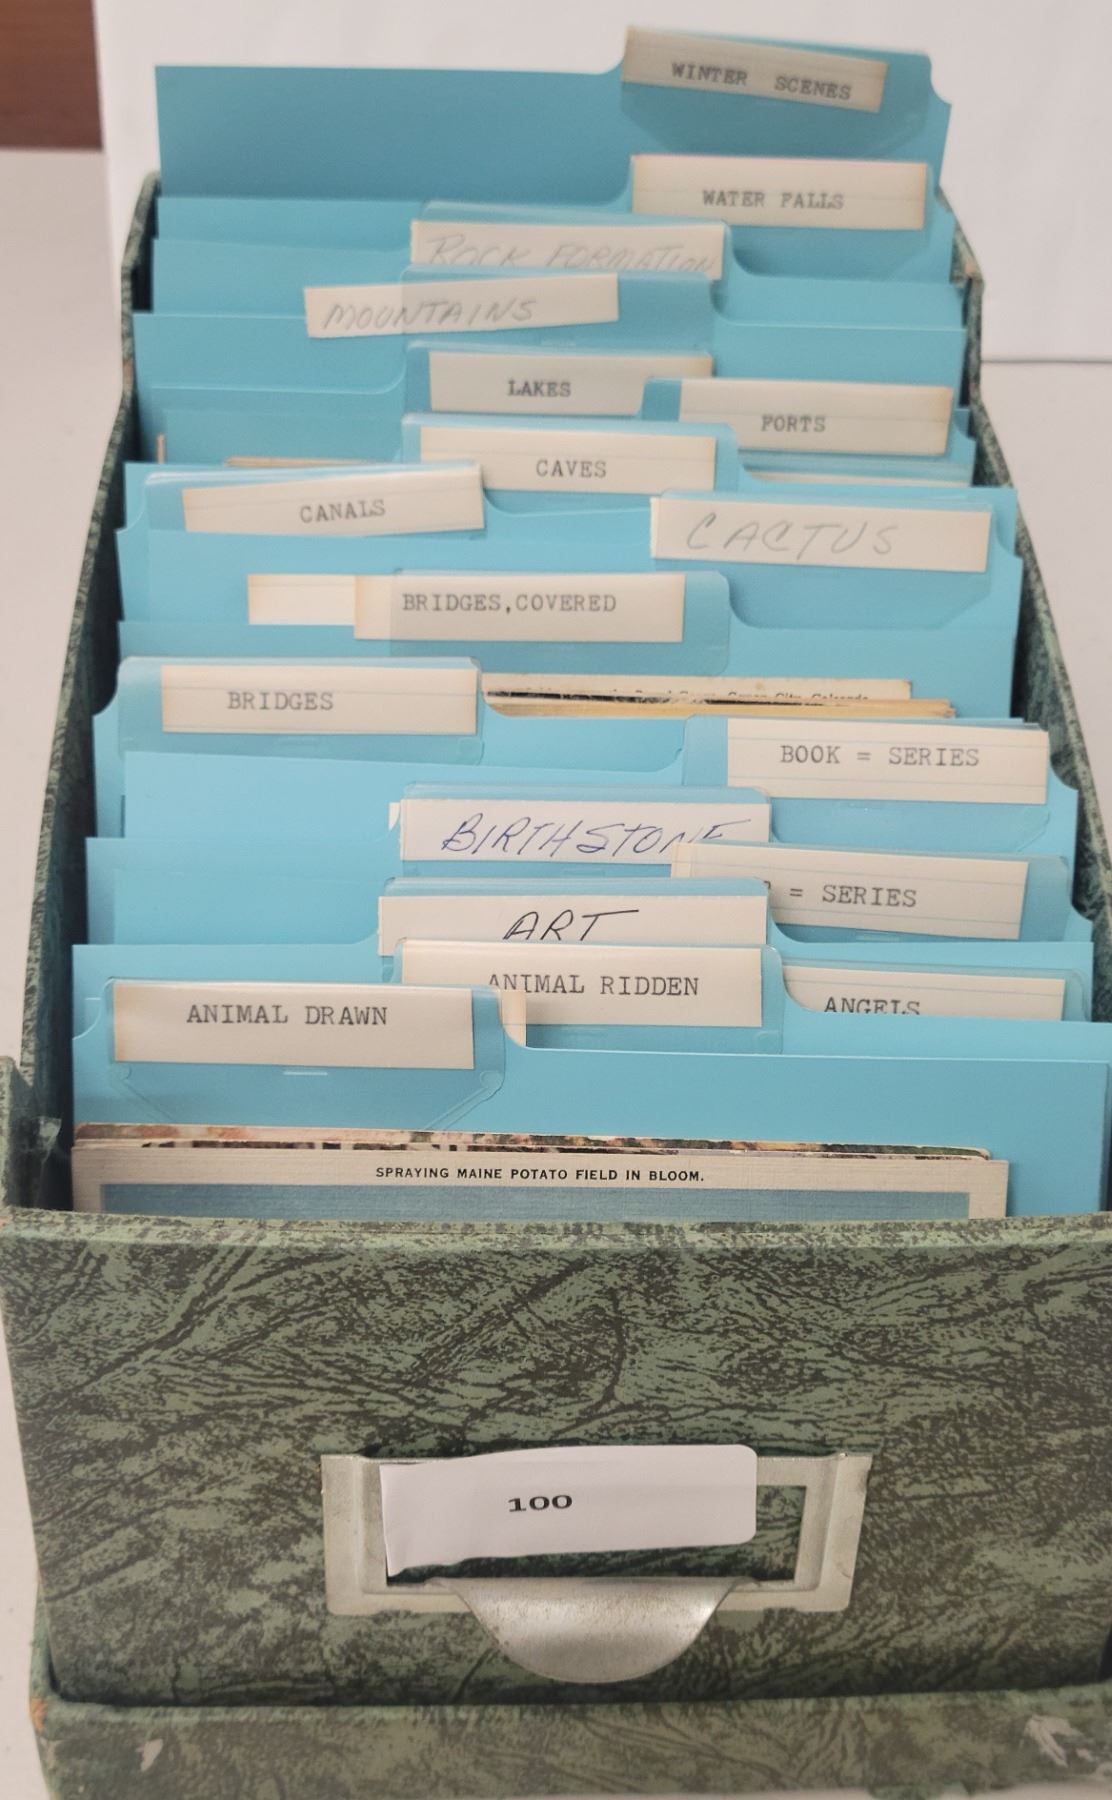 WINTER SCENES
WATER FALLS
ROCK FORMATION
MOUNTAINS
LAKES
FORTS
CAVES
CANALS
CACTUS
BRIDGES,COVERED
BRIDGES
BOOK = SERIES
BIRTHSTONE
= SERIES
ART
ANIMAL RIDDEN
ANGELS
ANIMAL DRAWN
SPRAYING MAINE POTATO FIELD IN BLOOM.
100